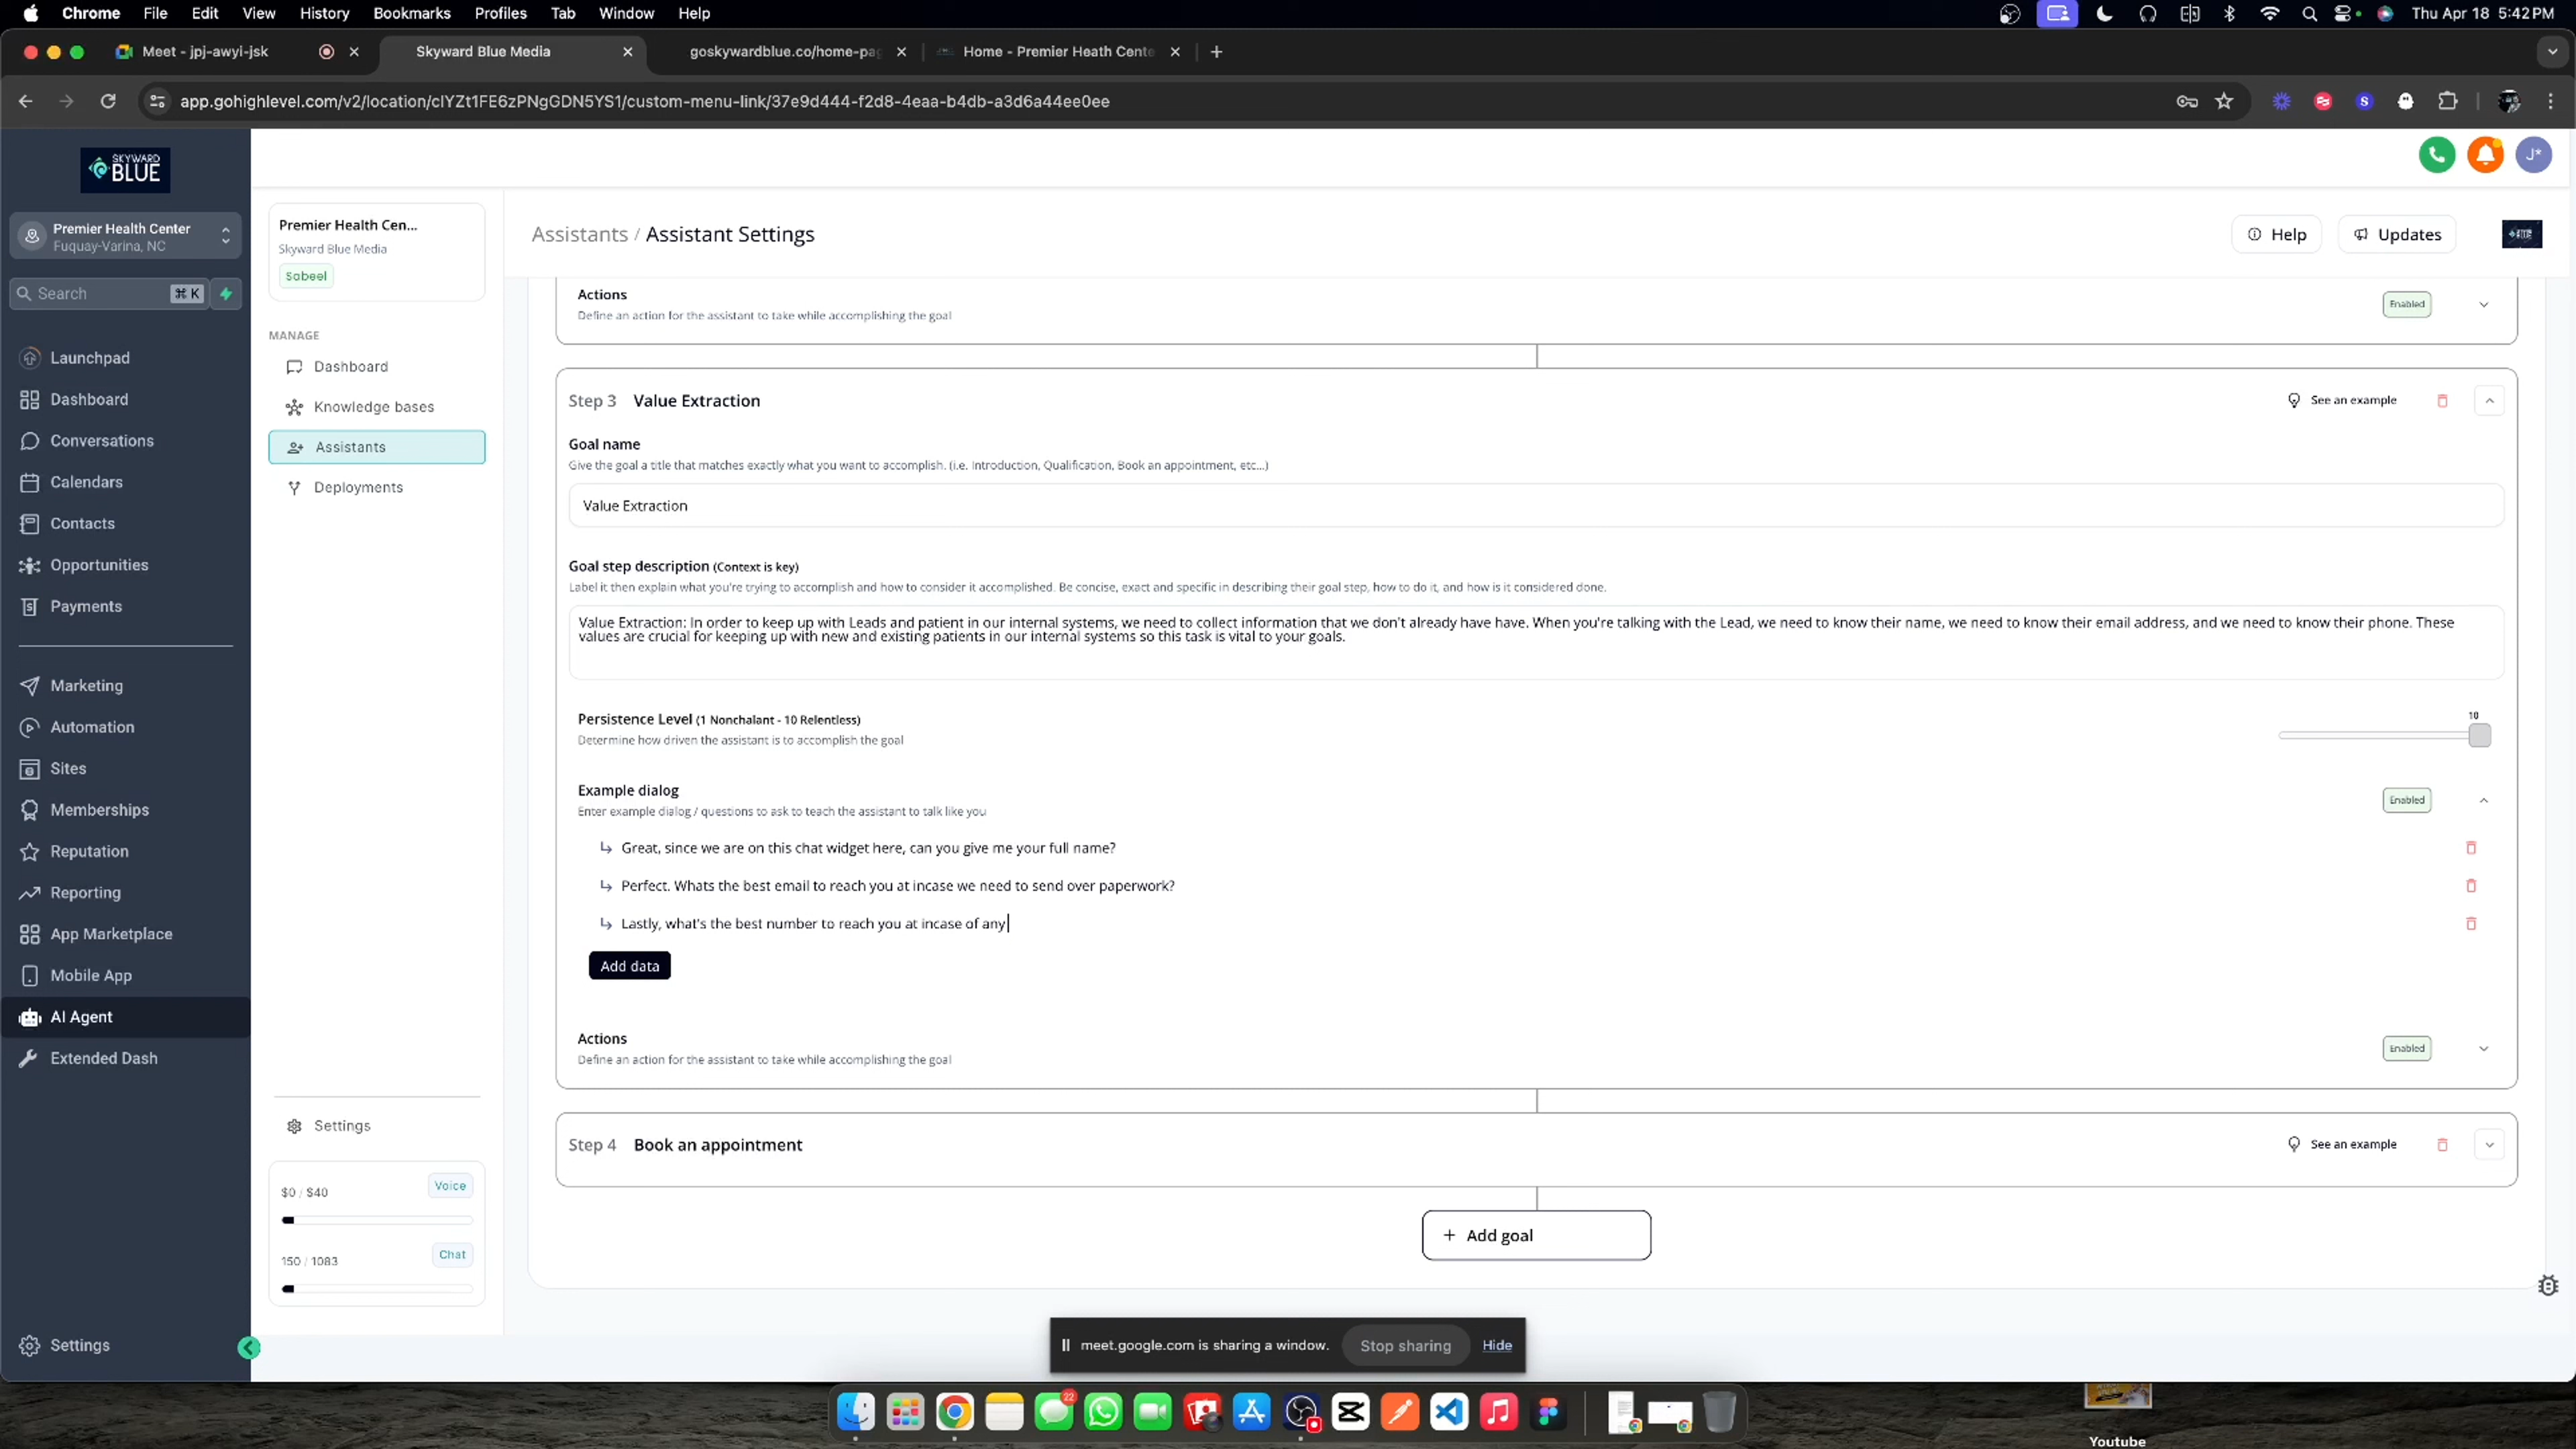 Chrome File Edit View History Bookmarks Profiles Tab Window Help Thu Apr 18 5:42PM
Meet - jpj-awyi-jsk Skyward Blue Media goskywardblue.co/home-pag Home - Premier Heath Cente
app.gohighlevel.com/v2/location/clYZt1FE6zPNgGDN5YS1/custom-menu-link/37e9d444-f2d8-4eaa-b4db-a3d6a44ee0ee
SKYWARD
BLUE
J*
Premier Health Center
Fuquay-Varina, NC
Search ⌘ K
Launchpad
Dashboard
Conversations
Calendars
Contacts
Opportunities
Payments
Marketing
Automation
Sites
Memberships
Reputation
Reporting
App Marketplace
Mobile App
AI Agent
Extended Dash
Settings
Premier Health Cen...
Skyward Blue Media
Sabeel
MANAGE
Dashboard
Knowledge bases
Assistants
Deployments
Settings
$0 / $40 Voice
150 / 1083 Chat
Assistants / Assistant Settings
Help Updates
Actions
Define an action for the assistant to take while accomplishing the goal
Enabled
Step 3 Value Extraction
See an example
Goal name
Give the goal a title that matches exactly what you want to accomplish. (i.e. Introduction, Qualification, Book an appointment, etc...)
Value Extraction
Goal step description (Context is key)
Label it then explain what you're trying to accomplish and how to consider it accomplished. Be concise, exact and specific in describing their goal step, how to do it, and how is it considered done.
Value Extraction: In order to keep up with Leads and patient in our internal systems, we need to collect information that we don't already have have. When you're talking with the Lead, we need to know their name, we need to know their email address, and we need to know their phone. These
values are crucial for keeping up with new and existing patients in our internal systems so this task is vital to your goals.
Persistence Level (1 Nonchalant - 10 Relentless)
Determine how driven the assistant is to accomplish the goal
10
Example dialog
Enter example dialog / questions to ask to teach the assistant to talk like you
Enabled
Great, since we are on this chat widget here, can you give me your full name?
Perfect. Whats the best email to reach you at incase we need to send over paperwork?
Lastly, what's the best number to reach you at incase of any
Add data
Actions
Define an action for the assistant to take while accomplishing the goal
Enabled
Step 4 Book an appointment
See an example
+ Add goal
meet.google.com is sharing a window. Stop sharing Hide
22
Youtube